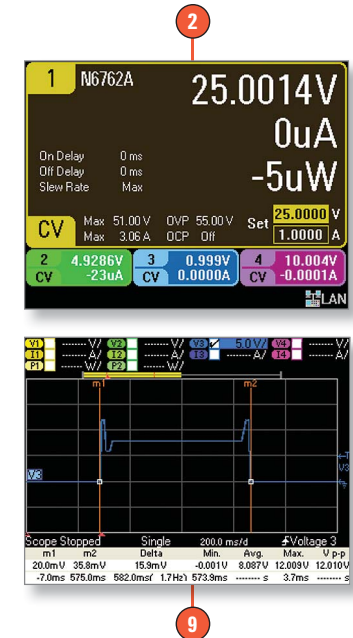 2
1 N6762A 25.0014V
0uA
On Delay 0 ms
Off Delay 0 ms
Slew Rate Max
-5uW
CV Max 51.00 V OVP 55.00 V Set 25.0000 V
Max 3.06 A OCP Off 1.0000 A
2 4.9286V 3 0.999V 4 10.004V
CV -23uA CV 0.0000A CV -0.0001A
LAN
V1 ------ V/ V2 ------ V/ V3 5.0 V/ V4 ------ V/
I1 ------ A/ I2 ------ A/ I3 ------ A/ I4 ------ A/
P1 ------ W/ P2 ------ W/
m1 m2
V3
T
V3
Scope Stopped Single 200.0 ms/d Voltage 3
m1 m2 Delta Min. Avg. Max. V p-p
20.0mV 35.8mV 15.9mV -0.001V 8.087V 12.009V 12.010V
-7.0ms 575.0ms 582.0ms( 1.7Hz) 573.9ms -------- s 3.7ms -------- s
9